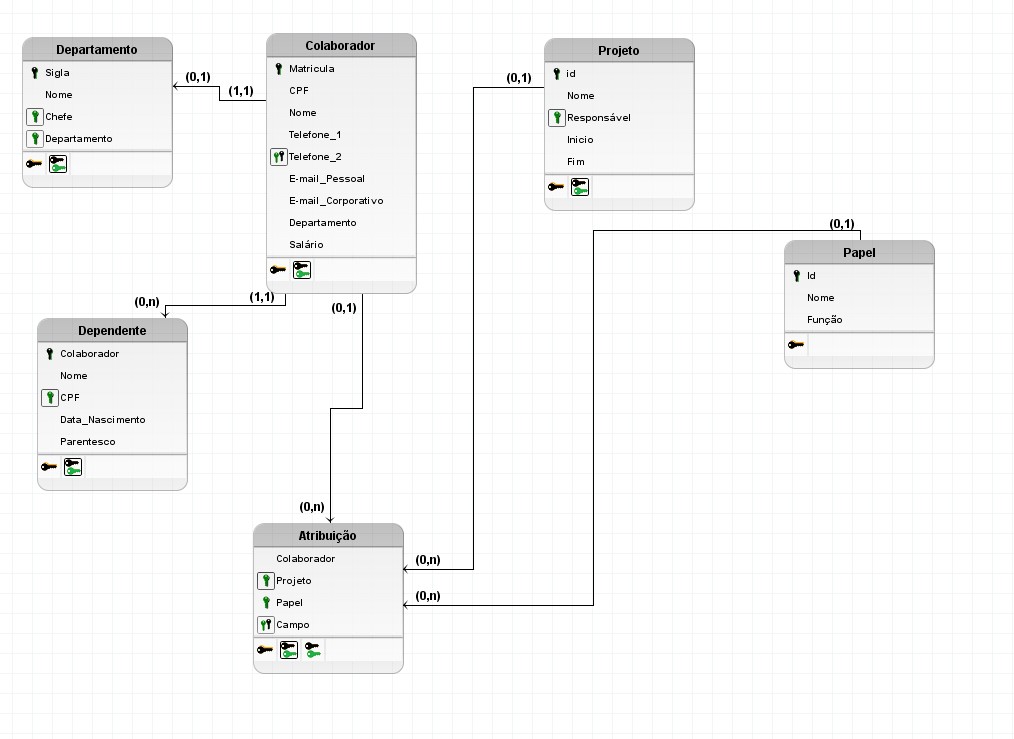 Departamento
Sigla
Nome
Chefe
Departamento
(0,1)
(1,1)
Colaborador
Matricula
CPF
Nome
Telefone_1
Telefone_2
E-mail_Pessoal
E-mail_Corporativo
Departamento
Salário
(0,1)
Projeto
id
Nome
Responsável
Inicio
Fim
(0,1)
Papel
Id
Nome
Função
(0,n)
(1,1)
(0,1)
Dependente
Colaborador
Nome
CPF
Data_Nascimento
Parentesco
(0,n)
Atribuição
Colaborador
Projeto
Papel
Campo
(0,n)
(0,n)